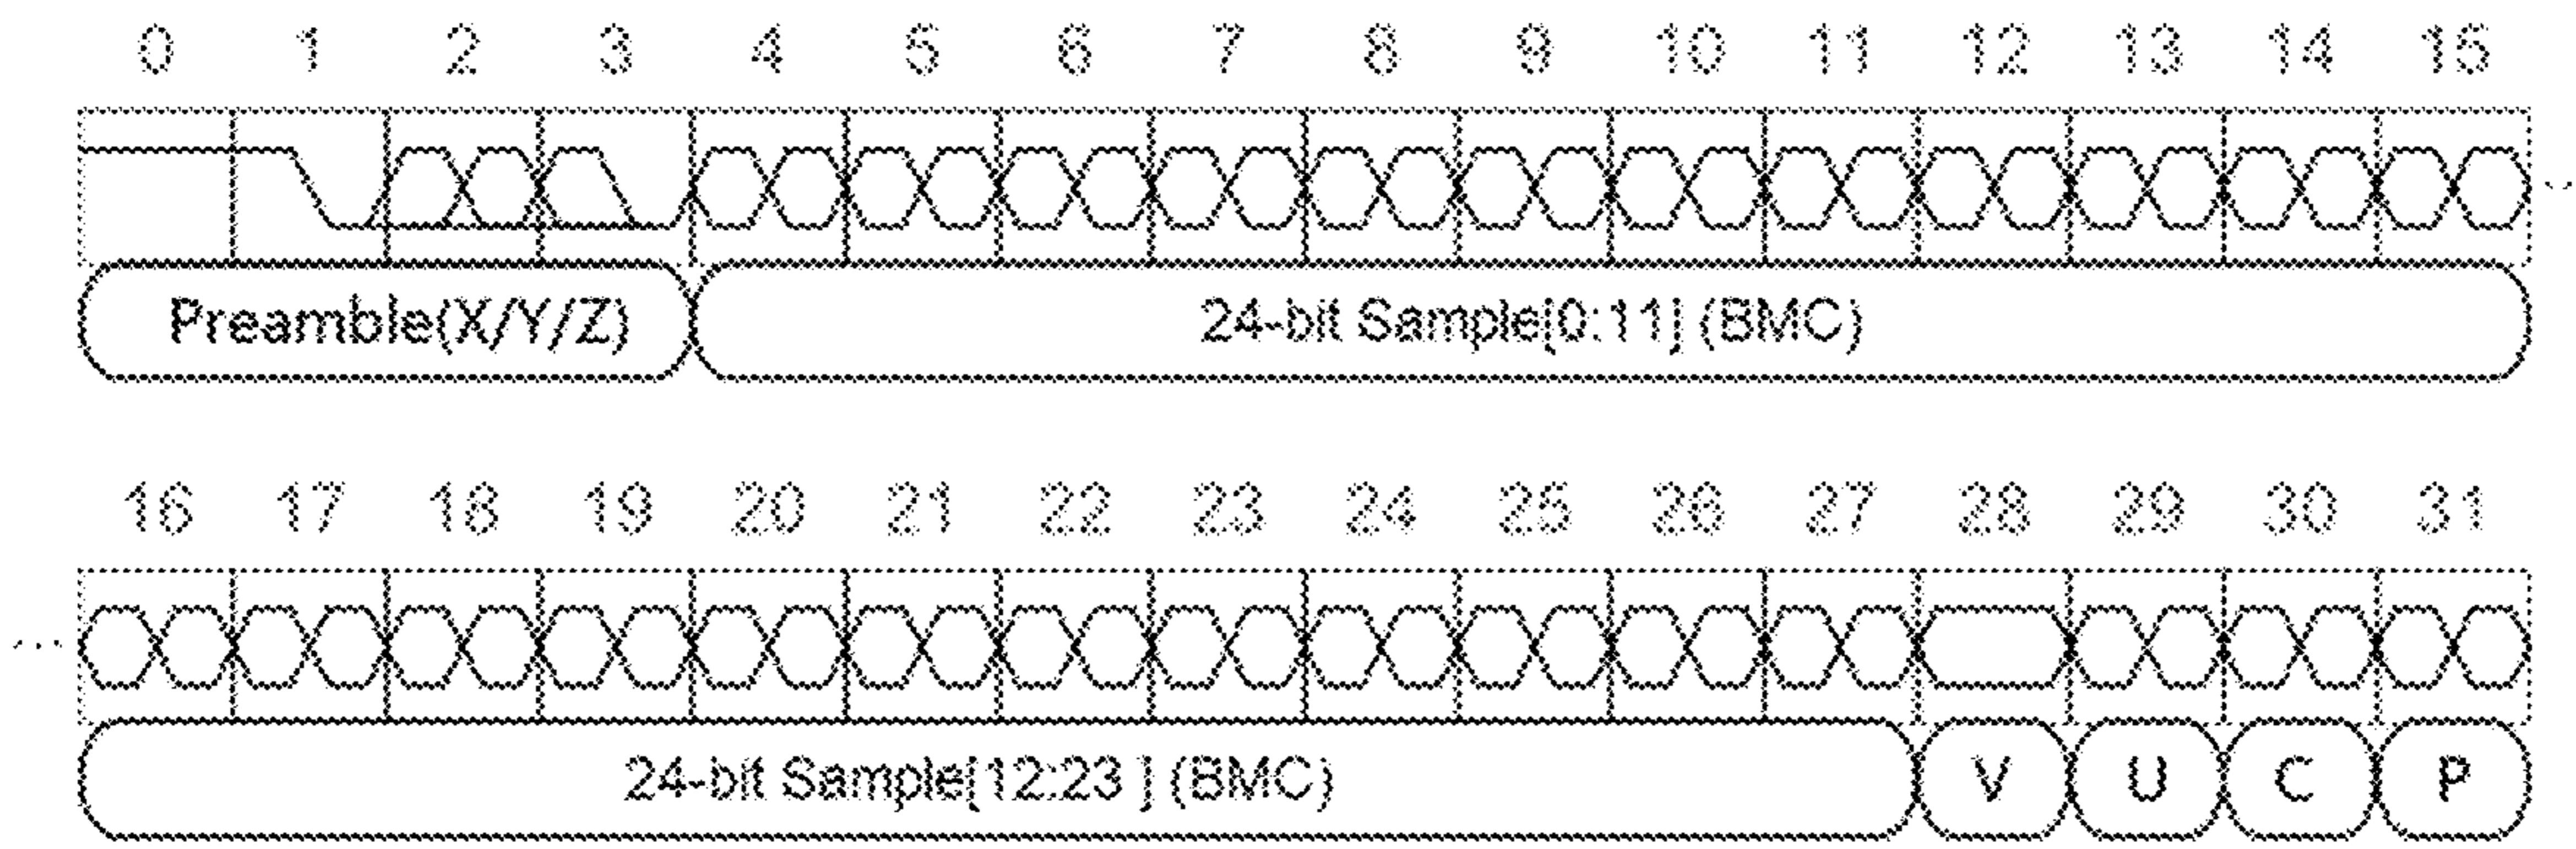 0 1 2 3 4 5 6 7 8 9 10 11 12 13 14 15
Preamble(X/Y/Z) 24-bit Sample[0:11] (BMC)
16 17 18 19 20 21 22 23 24 25 26 27 28 29 30 31
24-bit Sample[12:23 ] (BMC) V U C P